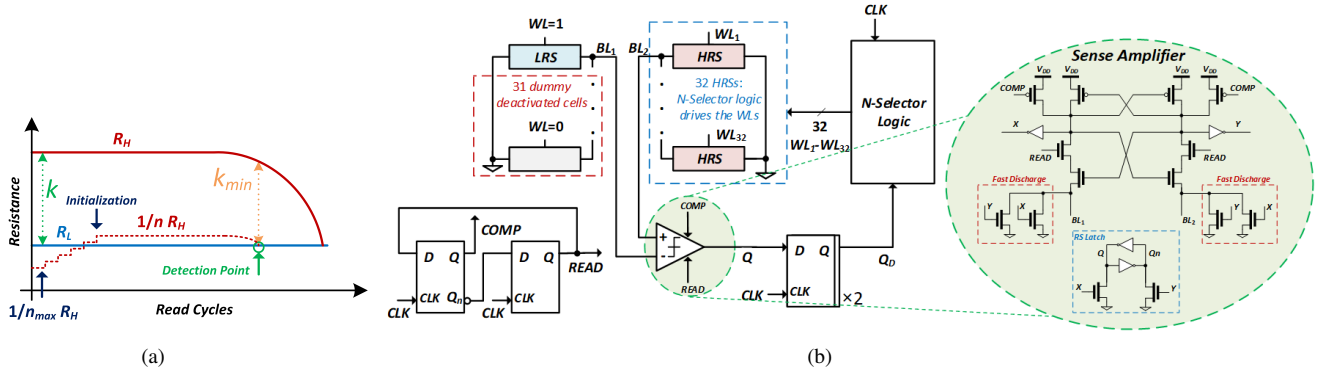 R_H
k
k_min
Initialization
1/n R_H
R_L
Detection Point
Resistance
Read Cycles
1/n_max R_H
(a)
WL=1
LRS
BL_1
31 dummy
deactivated cells
WL=0
BL_2
WL_1
HRS
32 HRSs:
N-Selector logic
drives the WLs
WL_32
HRS
CLK
N-Selector
Logic
32
WL_1-WL_32
COMP
READ
D Q
Q_n
CLK
CLK
D Q
CLK
CLK
COMP
+
-
READ
Q
D Q
CLK
CLK
×2
Q_D
(b)
Sense Amplifier
V_DD
V_DD
V_DD
V_DD
COMP
COMP
X
Y
READ
READ
Fast Discharge
Y
X
BL_1
Fast Discharge
Y
X
BL_2
RS Latch
Q
Qn
X
Y